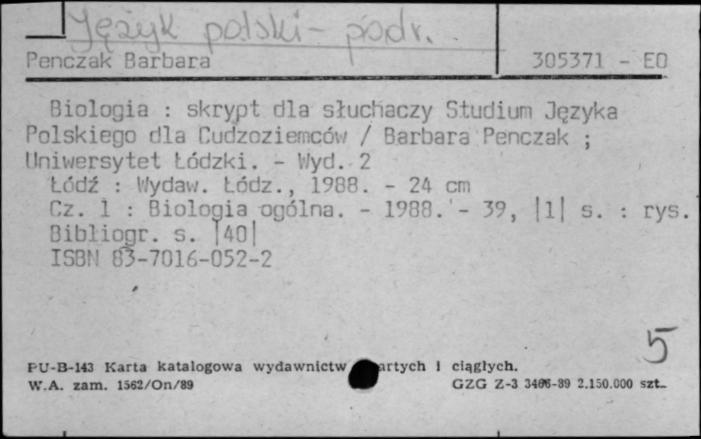 Język polski - podr.
Penczak Barbara 305371 - EO
Biologia : skrypt dla słuchaczy Studium Języka
Polskiego dla Cudzoziemców / Barbara Penczak ;
Uniwersytet Łódzki. - Wyd. 2
Łódź : Wydaw. Łódz., 1988. - 24 cm
Cz. 1 : Biologia ogólna. - 1988. - 39, |1| s. : rys.
Bibliogr. s. |40|
ISBN 83-7016-052-2
5
PU-B-143 Karta katalogowa wydawnictw artych i ciągłych.
W.A. zam. 1562/On/89 GZG Z-3 3466-89 2.150.000 szt.